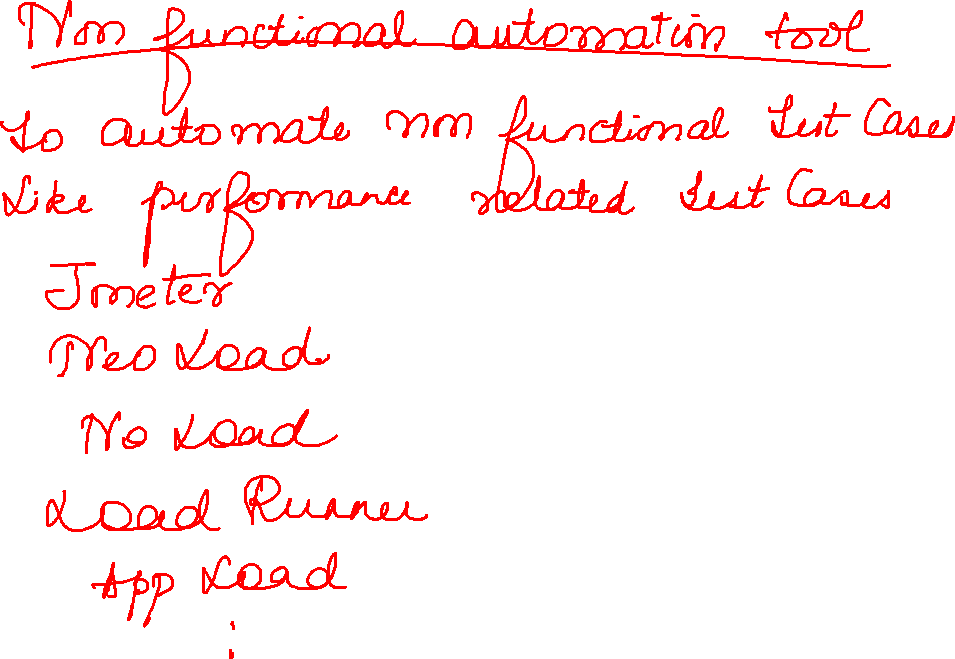 Non functional automation tool
To automate non functional Test Cases
Like performance related Test Cases
Jmeter
Neo Load
No Load
Load Runner
App Load
: